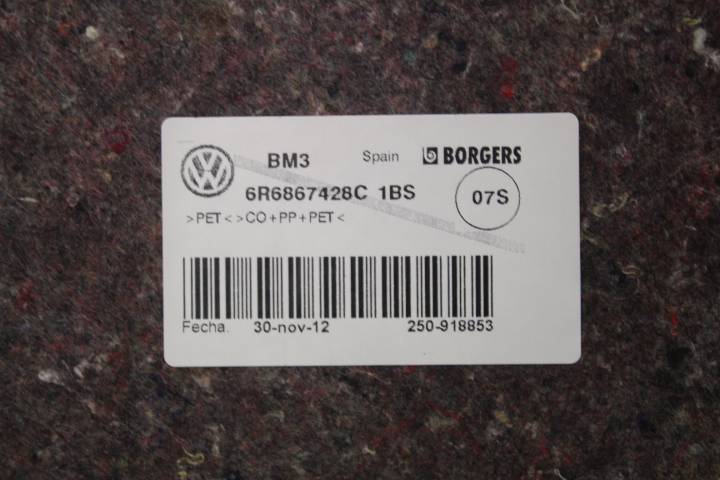 BM3 Spain BORGERS
6R6867428C 1BS 07S
>PET< >CO+PP+PET<
Fecha. 30-nov-12 250-918853